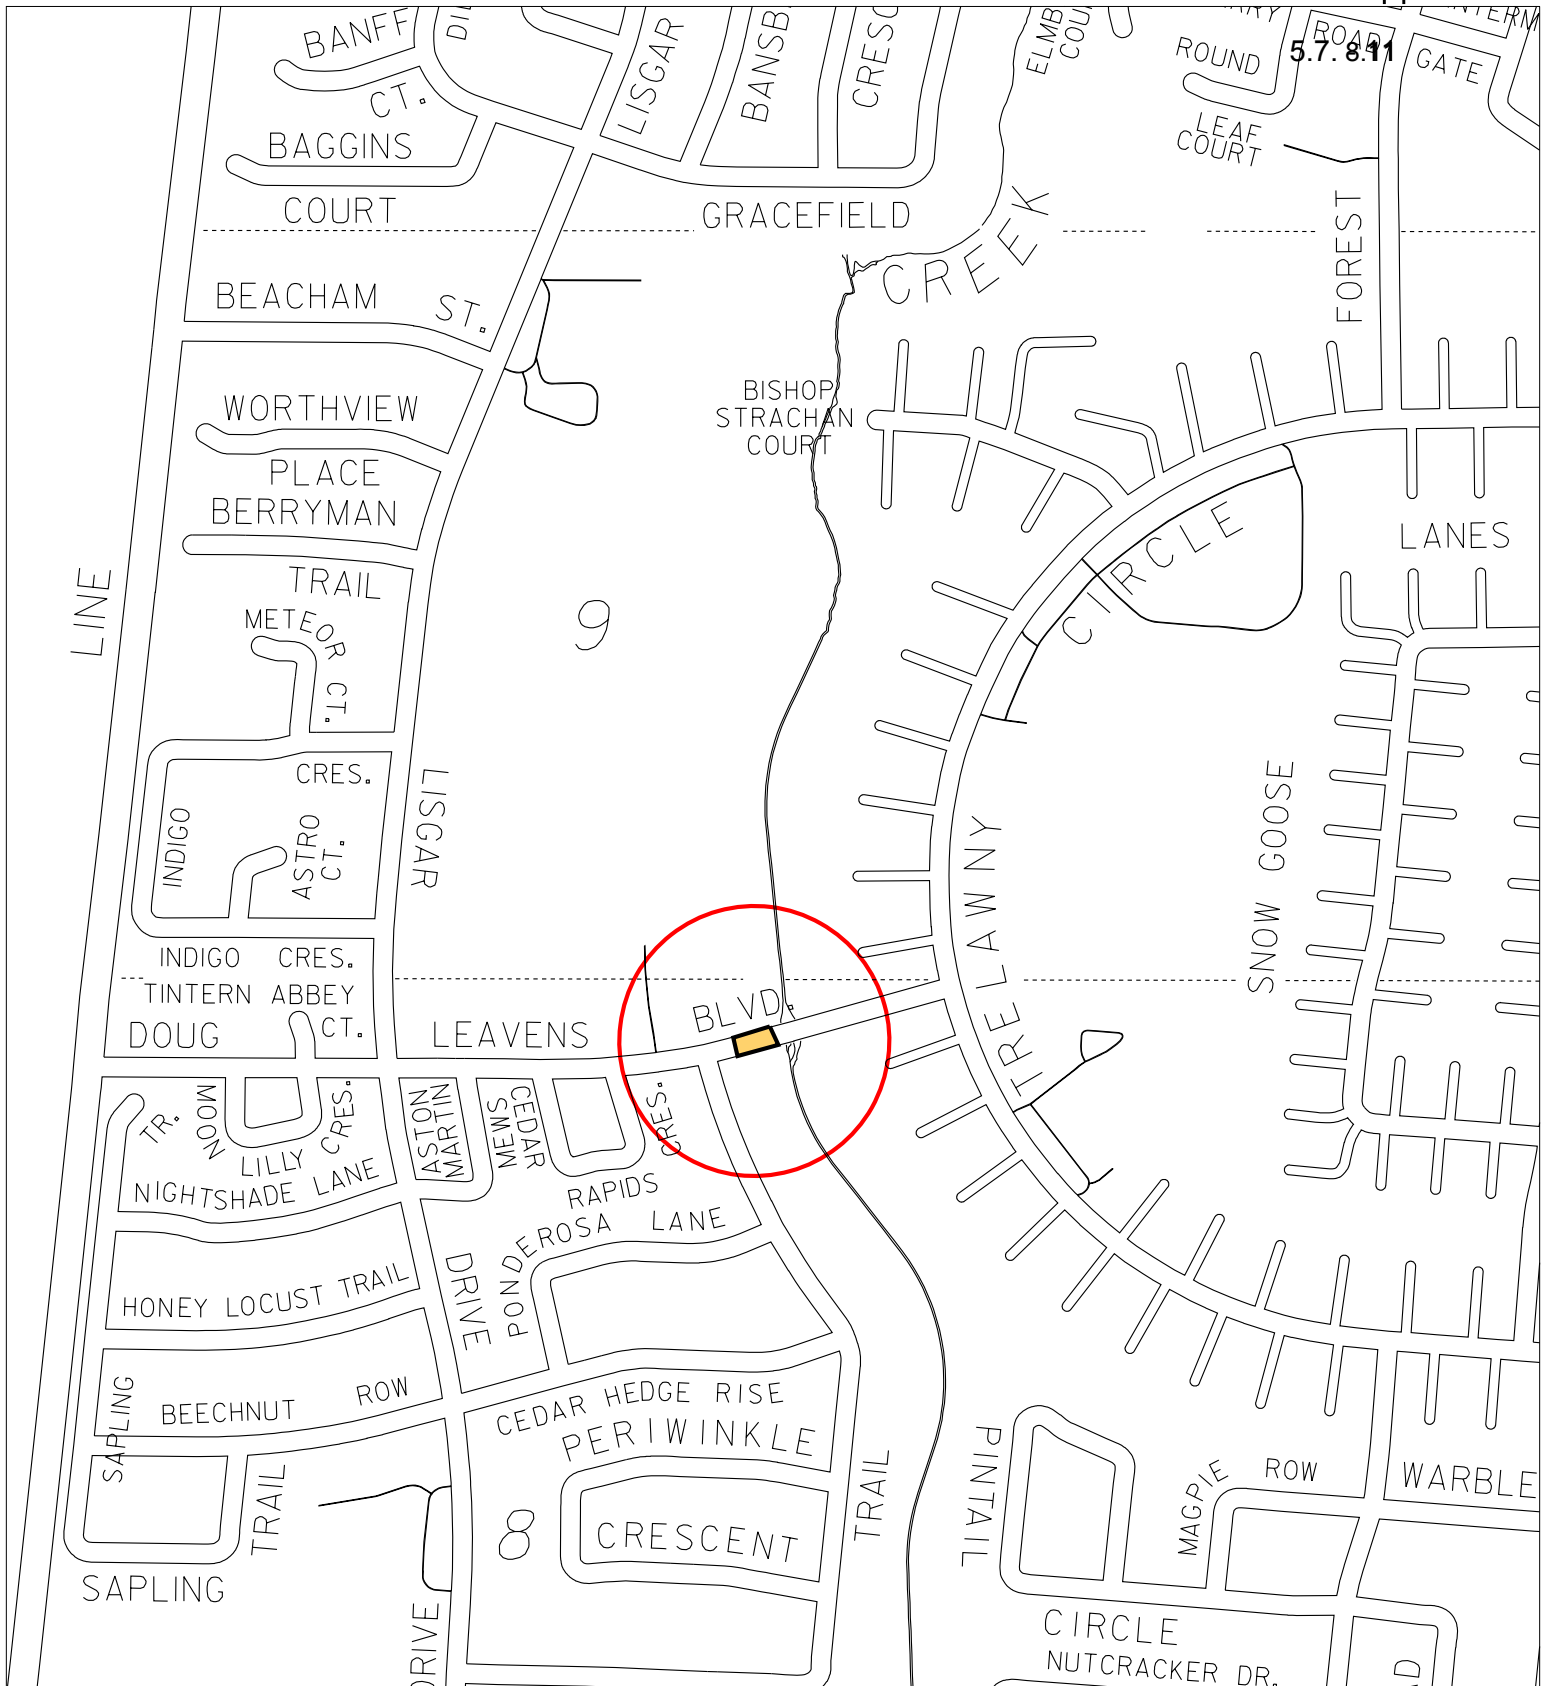 BANFF
CT.
LISGAR
BAGGINS
COURT
GRACEFIELD
CREEK
ROUND
ROAD
5.7. 8.11
GATE
LEAF
COURT
FOREST
BEACHAM ST.
BISHOP
STRACHAN
COURT
WORTHVIEW
PLACE
BERRYMAN
TRAIL
METEOR
CT.
LINE
9
CIRCLE
LANES
CRES.
INDIGO
ASTRO
CT.
LISGAR
TRELAWNY
SNOW GOOSE
INDIGO CRES.
TINTERN ABBEY
CT.
DOUG LEAVENS BLVD.
TR.
MOON
LILLY
CRES.
ASTON
MARTIN
CEDAR
MEWS
CRES.
RAPIDS
NIGHTSHADE LANE
PONDEROSA LANE
HONEY LOCUST TRAIL
DRIVE
BEECHNUT ROW
CEDAR HEDGE RISE
PERIWINKLE
CRESCENT
SAPLING
TRAIL
SAPLING
8
TRAIL
PINTAIL
MAGPIE
ROW
WARBLE
CIRCLE
NUTCRACKER DR.
DRIVE